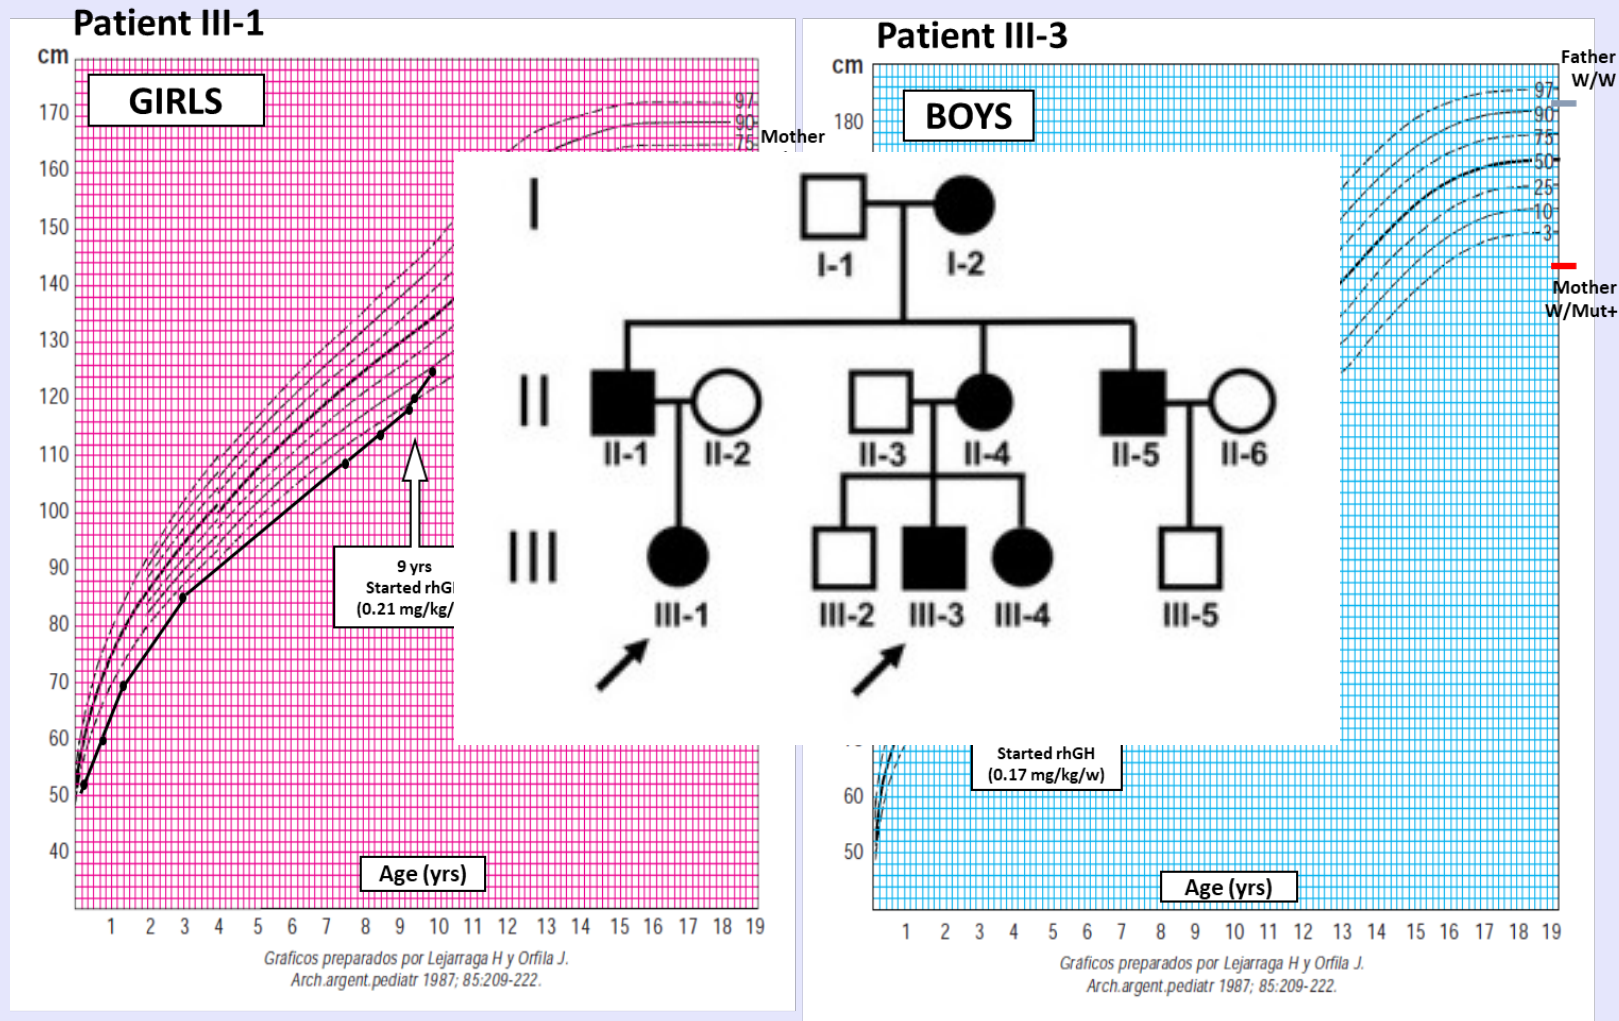 Patient III-1
cm
GIRLS
170
160
150
140
130
120
110
100
90
80
70
60
50
40
97
90
75
Mother
9 yrs
Started rhG
(0.21 mg/kg/
Age (yrs)
1 2 3 4 5 6 7 8 9 10 11 12 13 14 15 16 17 18 19
Gráficos preparados por Lejarraga H y Orfila J.
Arch.argent.pediatr 1987; 85:209-222.
I
I-1 I-2
II
II-1 II-2 II-3 II-4 II-5 II-6
III
III-1 III-2 III-3 III-4 III-5
Patient III-3
cm
BOYS
180
60
50
97
90
75
50
25
10
3
Father
W/W
Mother
W/Mut+
Started rhGH
(0.17 mg/kg/w)
Age (yrs)
1 2 3 4 5 6 7 8 9 10 11 12 13 14 15 16 17 18 19
Gráficos preparados por Lejarraga H y Orfila J.
Arch.argent.pediatr 1987; 85:209-222.